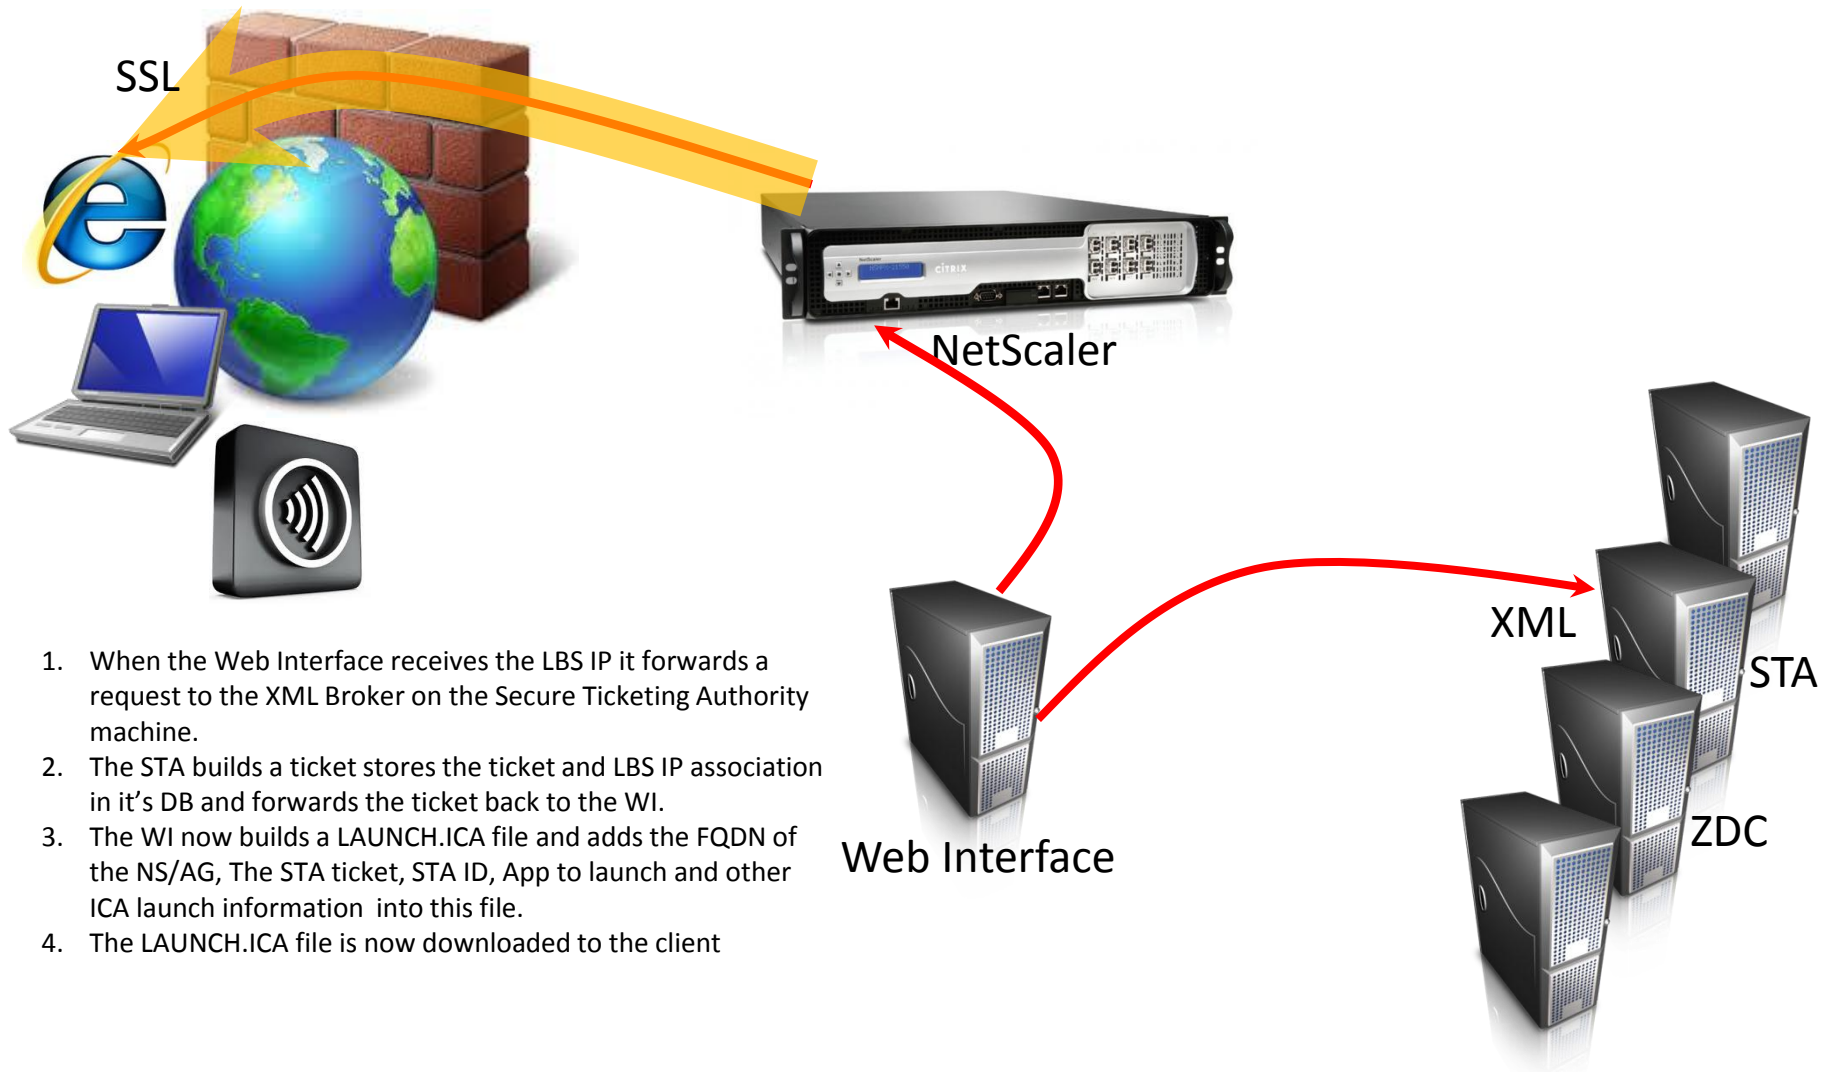 SSL
NetScaler
CİTRIX
NetScaler
XML
STA
ZDC
Web Interface
1. When the Web Interface receives the LBS IP it forwards a
request to the XML Broker on the Secure Ticketing Authority
machine.
2. The STA builds a ticket stores the ticket and LBS IP association
in it’s DB and forwards the ticket back to the WI.
3. The WI now builds a LAUNCH.ICA file and adds the FQDN of
the NS/AG, The STA ticket, STA ID, App to launch and other
ICA launch information  into this file.
4. The LAUNCH.ICA file is now downloaded to the client